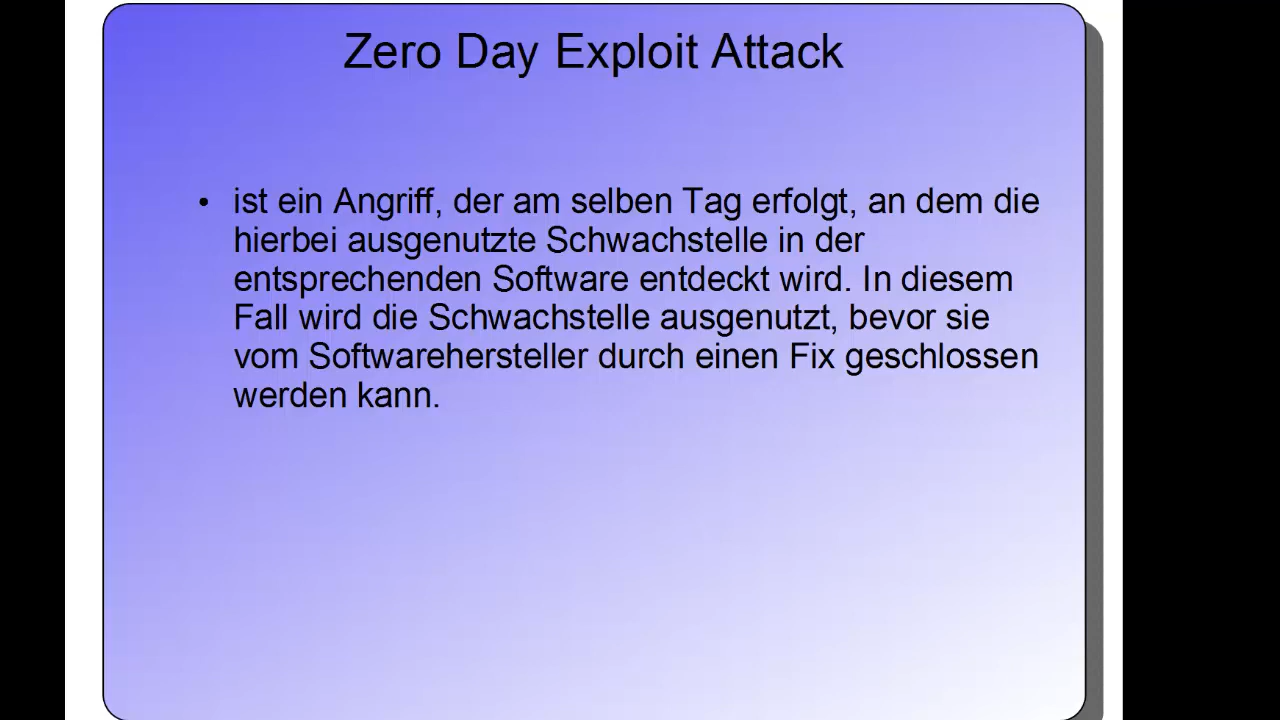 Zero Day Exploit Attack
• ist ein Angriff, der am selben Tag erfolgt, an dem die
hierbei ausgenutzte Schwachstelle in der
entsprechenden Software entdeckt wird. In diesem
Fall wird die Schwachstelle ausgenutzt, bevor sie
vom Softwarehersteller durch einen Fix geschlossen
werden kann.